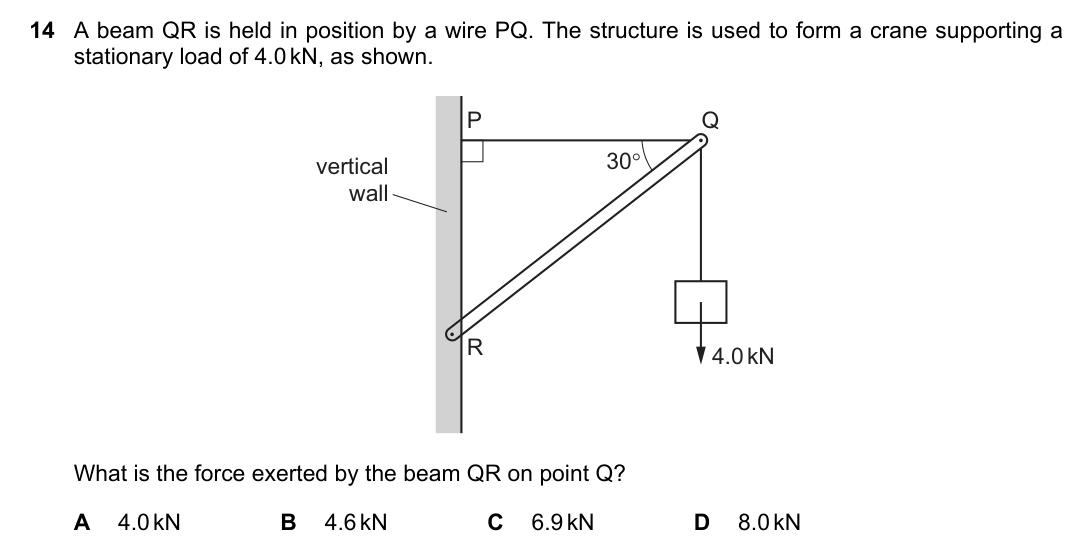 14 A beam QR is held in position by a wire PQ. The structure is used to form a crane supporting a
stationary load of 4.0 kN, as shown.
P
Q
30°
vertical
wall
R
4.0 kN
What is the force exerted by the beam QR on point Q?
A 4.0 kN B 4.6 kN C 6.9 kN D 8.0 kN